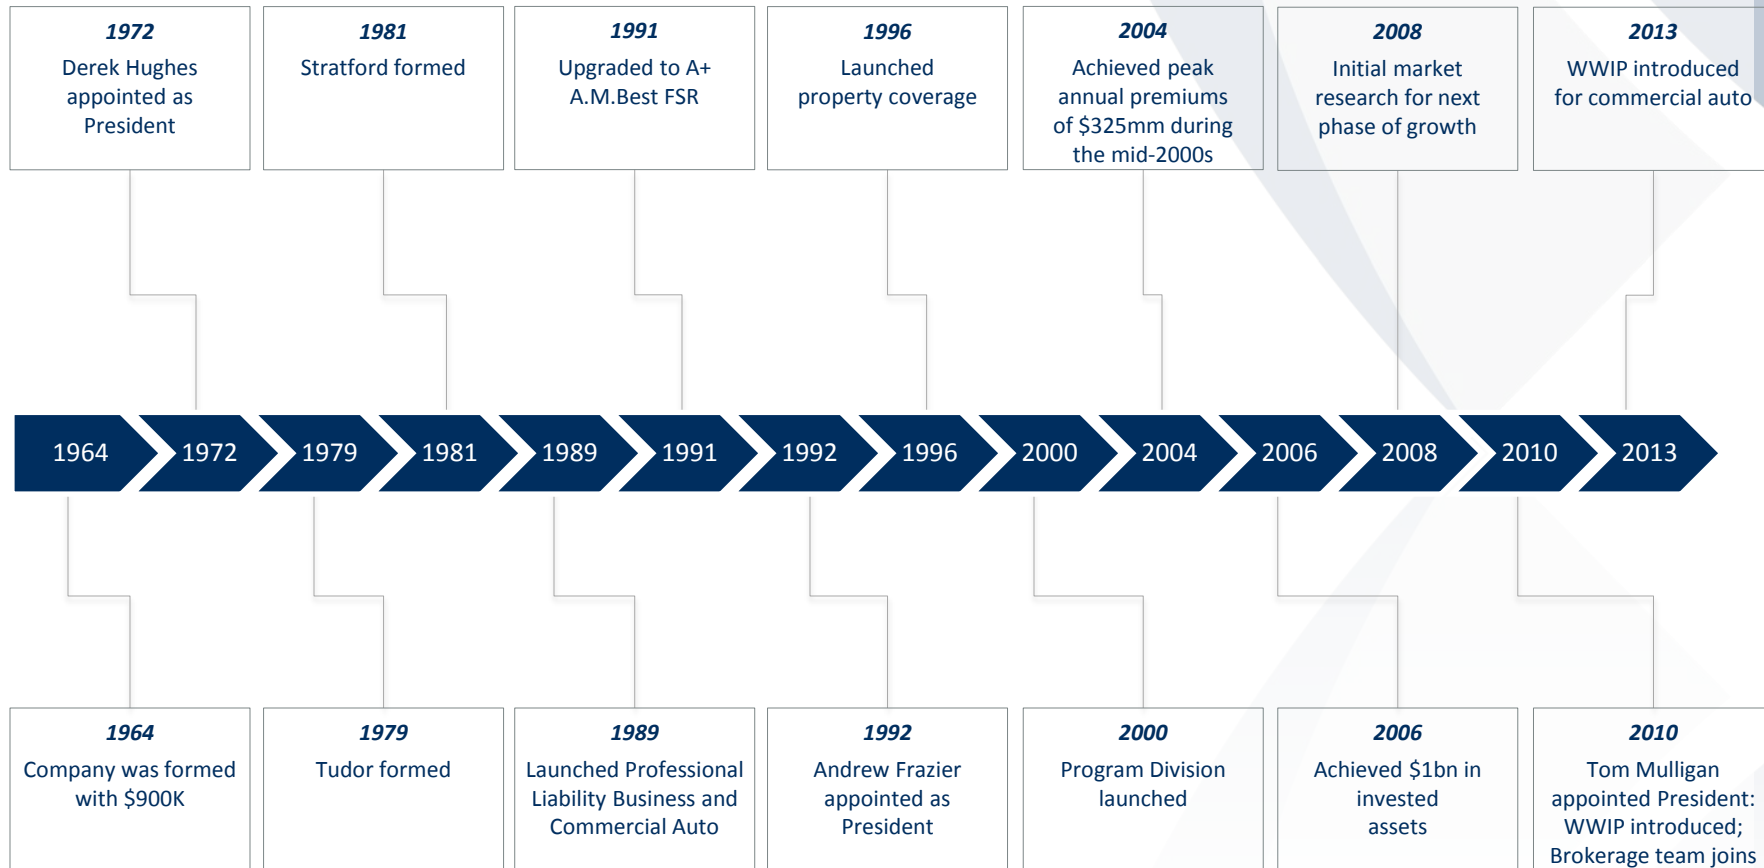 1972
Derek Hughes
appointed as
President
1981
Stratford formed
1991
Upgraded to A+
A.M.Best FSR
1996
Launched
property coverage
2004
Achieved peak
annual premiums
of $325mm during
the mid-2000s
2008
Initial market
research for next
phase of growth
2013
WWIP introduced
for commercial auto
1964
1972
1979
1981
1989
1991
1992
1996
2000
2004
2006
2008
2010
2013
1964
Company was formed
with $900K
1979
Tudor formed
1989
Launched Professional
Liability Business and
Commercial Auto
1992
Andrew Frazier
appointed as
President
2000
Program Division
launched
2006
Achieved $1bn in
invested
assets
2010
Tom Mulligan
appointed President:
WWIP introduced;
Brokerage team joins